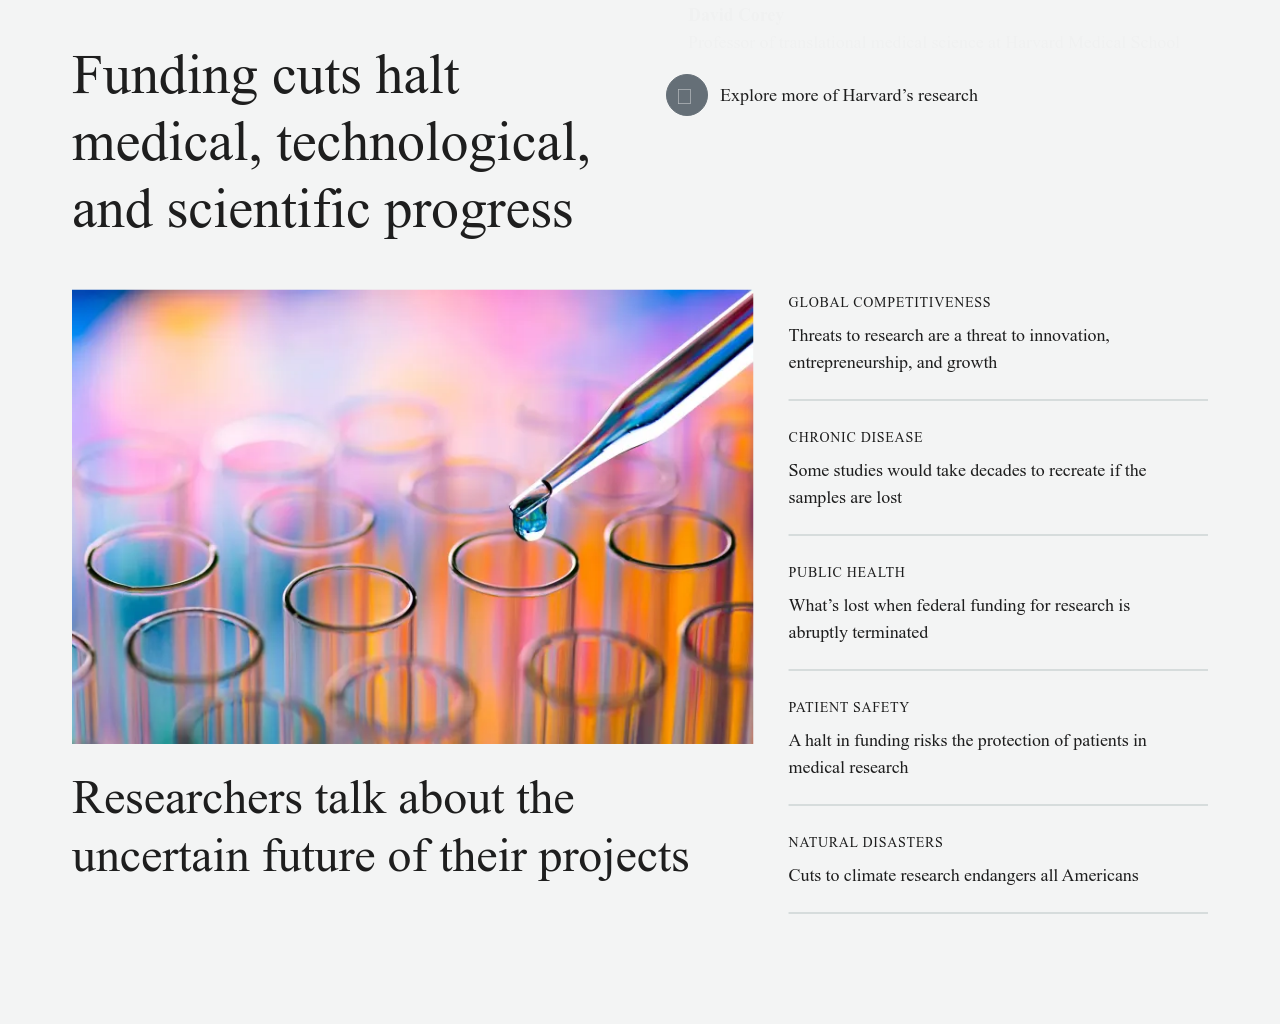 David Corey
Funding cuts halt
medical, technological,
and scientific progress
Explore more of Harvard’s research
GLOBAL COMPETITIVENESS
Threats to research are a threat to innovation,
entrepreneurship, and growth
CHRONIC DISEASE
Some studies would take decades to recreate if the
samples are lost
PUBLIC HEALTH
What’s lost when federal funding for research is
abruptly terminated
PATIENT SAFETY
A halt in funding risks the protection of patients in
medical research
NATURAL DISASTERS
Cuts to climate research endangers all Americans
Researchers talk about the
uncertain future of their projects